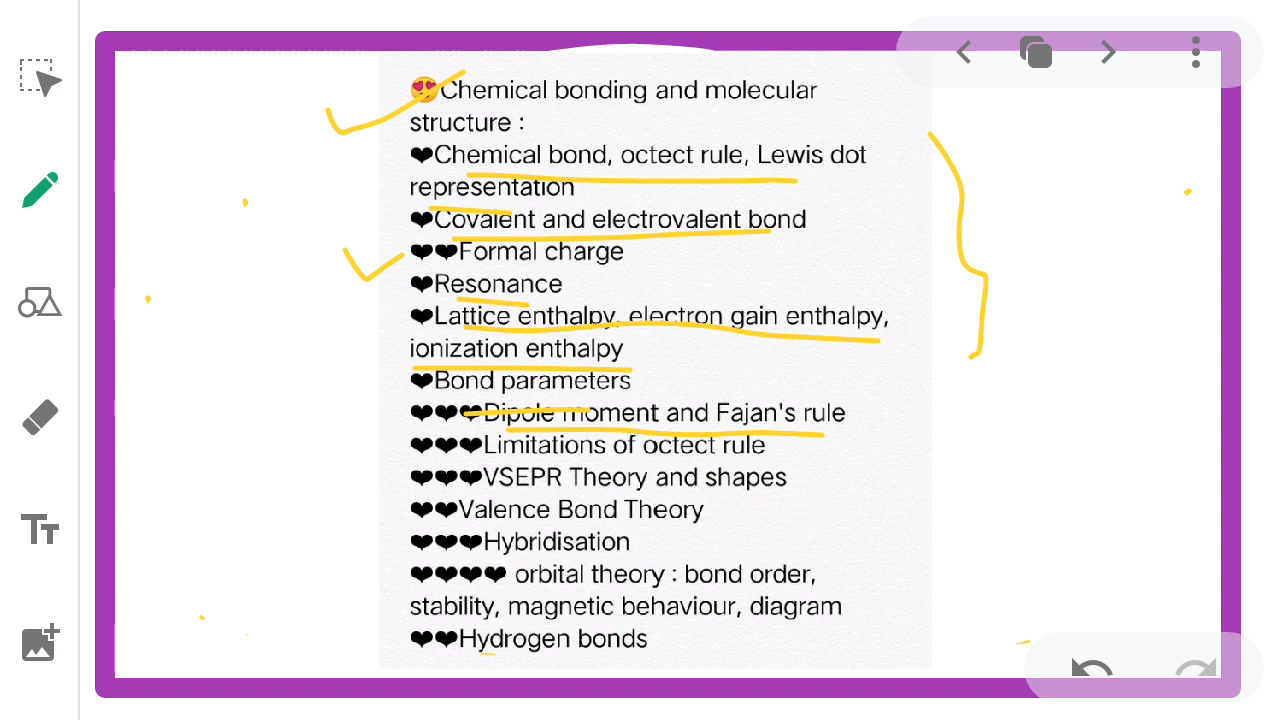 😍Chemical bonding and molecular
structure :
❤Chemical bond, octect rule, Lewis dot
representation
❤Covalent and electrovalent bond
❤❤Formal charge
❤Resonance
❤Lattice enthalpy, electron gain enthalpy,
ionization enthalpy
❤Bond parameters
❤❤❤Dipole moment and Fajan's rule
❤❤❤Limitations of octect rule
❤❤❤VSEPR Theory and shapes
❤❤Valence Bond Theory
❤❤❤Hybridisation
❤❤❤❤ orbital theory : bond order,
stability, magnetic behaviour, diagram
❤❤Hydrogen bonds